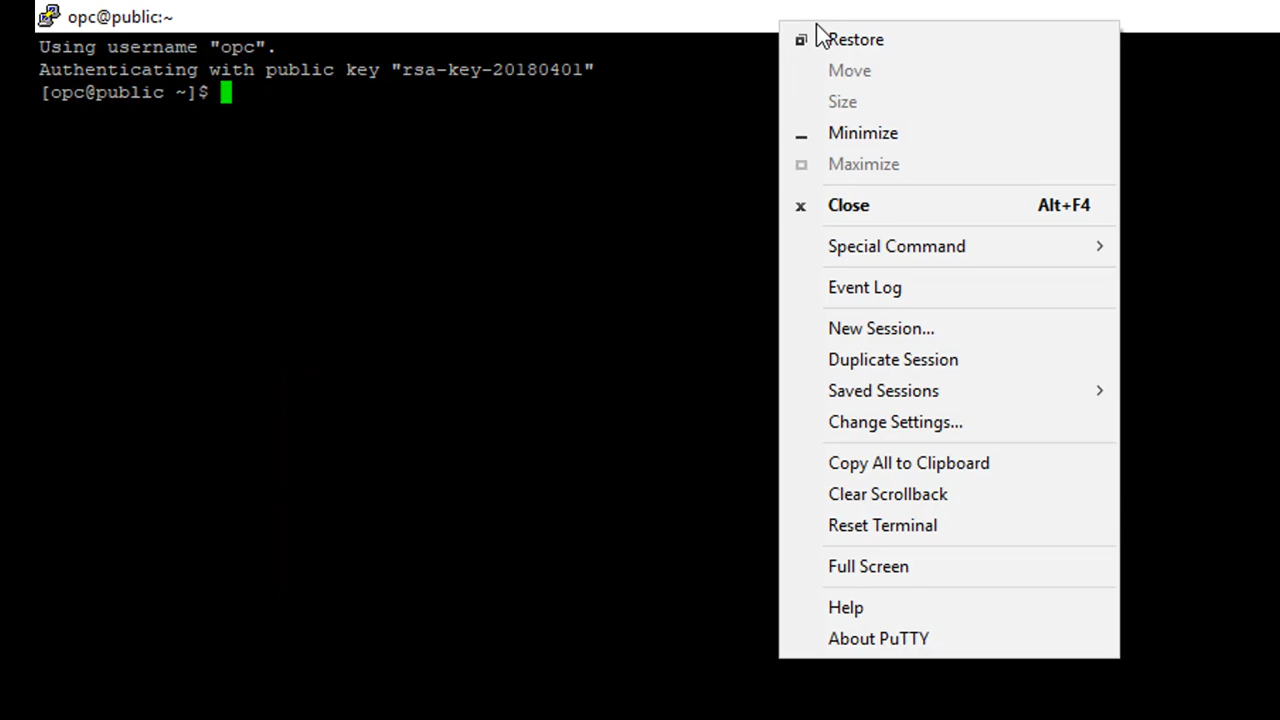 opc@public:~
Using username "opc".
Authenticating with public key "rsa-key-20180401"
[opc@public ~]$
Restore
Move
Size
Minimize
Maximize
Close Alt+F4
Special Command
Event Log
New Session...
Duplicate Session
Saved Sessions
Change Settings...
Copy All to Clipboard
Clear Scrollback
Reset Terminal
Full Screen
Help
About PuTTY